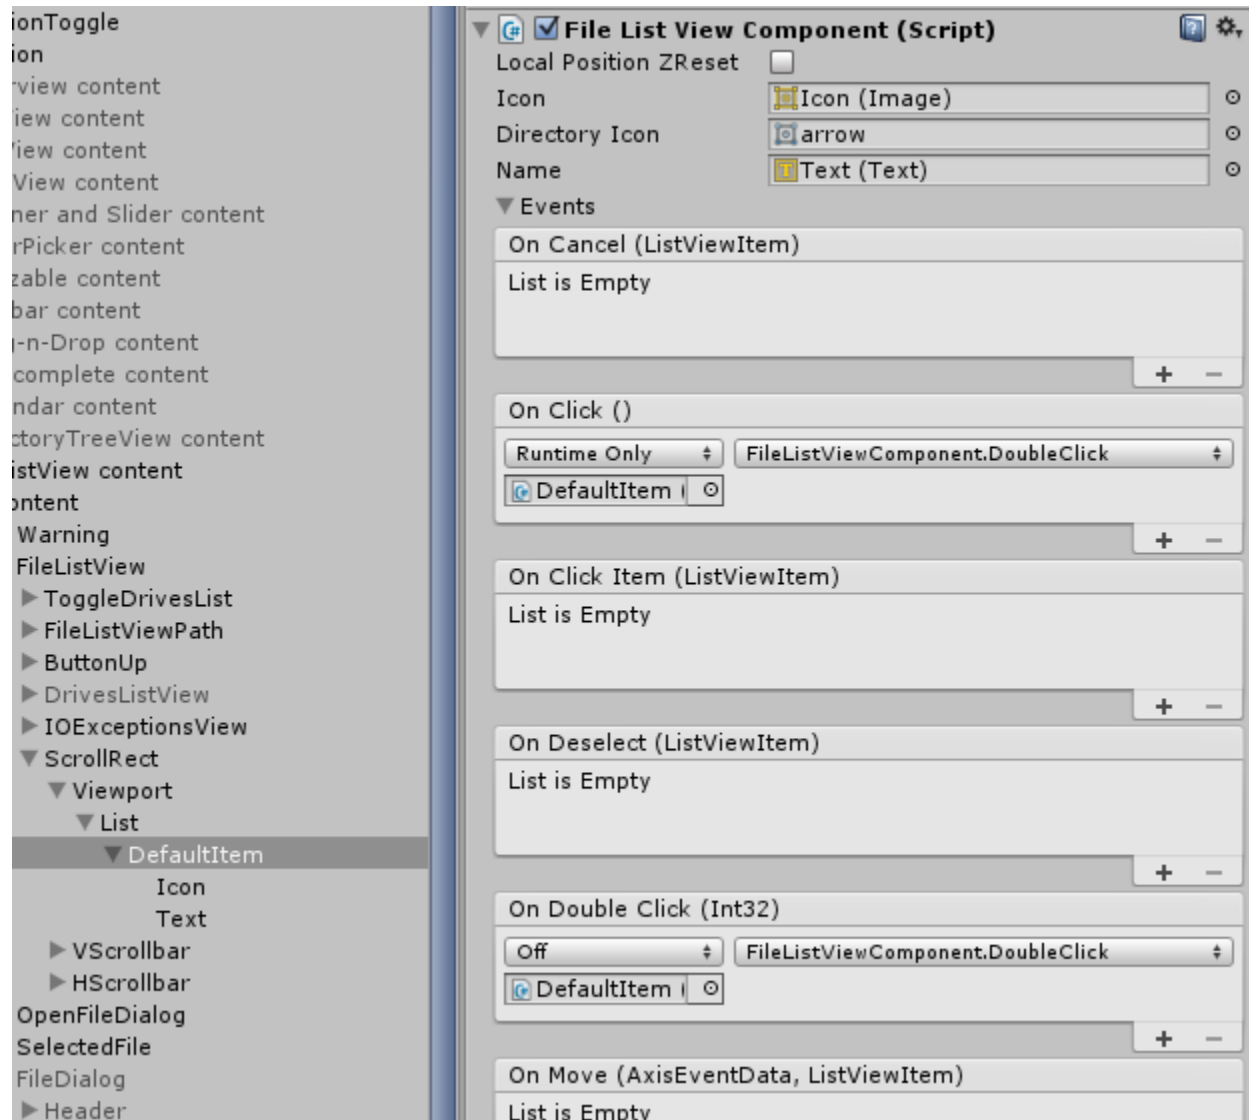 ionToggle
ion
rview content
iew content
iew content
View content
ner and Slider content
rPicker content
zable content
bar content
-n-Drop content
complete content
ndar content
ctoryTreeView content
istView content
ontent
Warning
FileListView
ToggleDrivesList
FileListViewPath
ButtonUp
DrivesListView
IOExceptionsView
ScrollRect
Viewport
List
DefaultItem
Icon
Text
VScrollbar
HScrollbar
OpenFileDialog
SelectedFile
FileDialog
Header
File List View Component (Script)
Local Position ZReset
Icon Icon (Image)
Directory Icon arrow
Name Text (Text)
Events
On Cancel (ListViewItem)
List is Empty
+ −
On Click ()
Runtime Only FileListViewComponent.DoubleClick
DefaultItem (
+ −
On Click Item (ListViewItem)
List is Empty
+ −
On Deselect (ListViewItem)
List is Empty
+ −
On Double Click (Int32)
Off FileListViewComponent.DoubleClick
DefaultItem (
+ −
On Move (AxisEventData, ListViewItem)
List is Empty